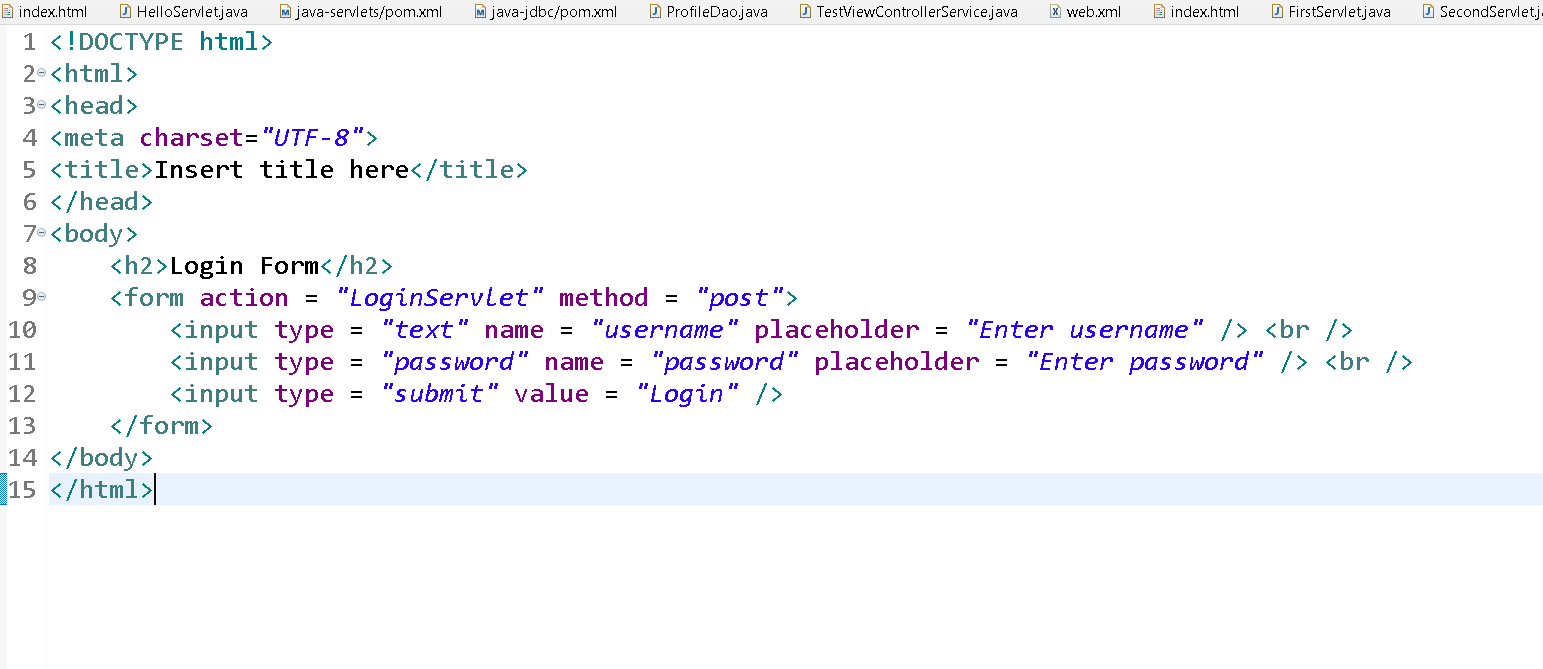 index.html HelloServlet.java java-servlets/pom.xml java-jdbc/pom.xml ProfileDao.java TestViewControllerService.java web.xml index.html FirstServlet.java SecondServlet.j
1 <!DOCTYPE html>
2 <html>
3 <head>
4 <meta charset="UTF-8">
5 <title>Insert title here</title>
6 </head>
7 <body>
8     <h2>Login Form</h2>
9     <form action = "LoginServlet" method = "post">
10         <input type = "text" name = "username" placeholder = "Enter username" /> <br />
11         <input type = "password" name = "password" placeholder = "Enter password" /> <br />
12         <input type = "submit" value = "Login" />
13     </form>
14 </body>
15 </html>